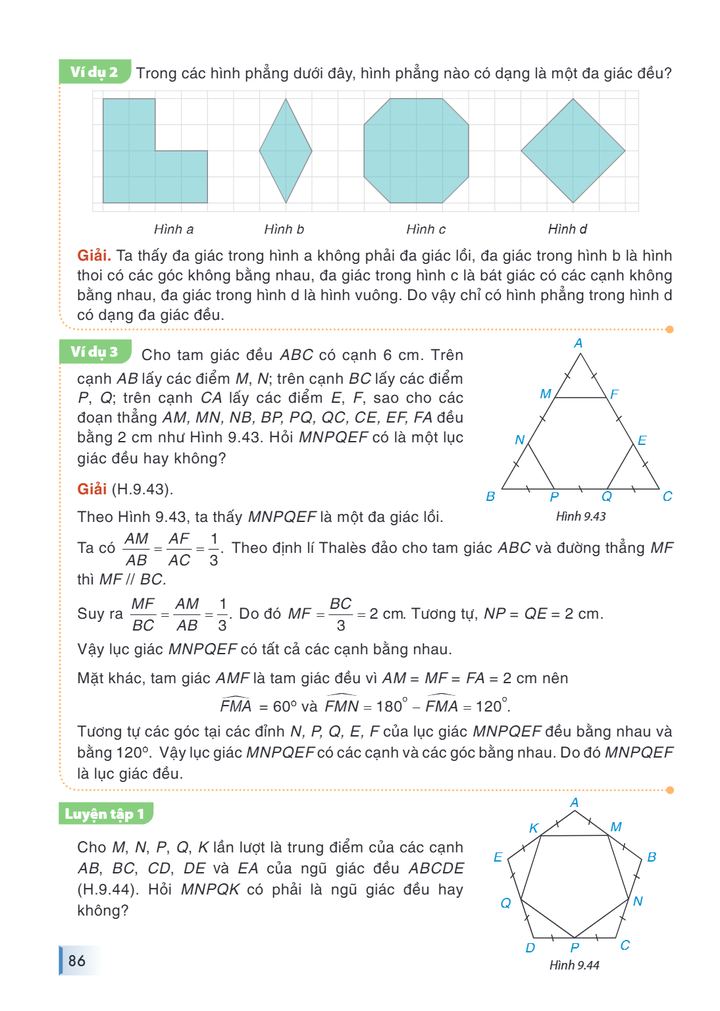 Ví dụ 2 Trong các hình phẳng dưới đây, hình phẳng nào có dạng là một đa giác đều?
Hình a Hình b Hình c Hình d
Giải. Ta thấy đa giác trong hình a không phải đa giác lồi, đa giác trong hình b là hình
thoi có các góc không bằng nhau, đa giác trong hình c là bát giác có các cạnh không
bằng nhau, đa giác trong hình d là hình vuông. Do vậy chỉ có hình phẳng trong hình d
có dạng đa giác đều.
Ví dụ 3 Cho tam giác đều ABC có cạnh 6 cm. Trên
cạnh AB lấy các điểm M, N; trên cạnh BC lấy các điểm
P, Q; trên cạnh CA lấy các điểm E, F, sao cho các
đoạn thẳng AM, MN, NB, BP, PQ, QC, CE, EF, FA đều
bằng 2 cm như Hình 9.43. Hỏi MNPQEF có là một lục
giác đều hay không?
A
M F
N E
B P Q C
Hình 9.43
Giải (H.9.43).
Theo Hình 9.43, ta thấy MNPQEF là một đa giác lồi.
Ta có AM/AB = AF/AC = 1/3. Theo định lí Thalès đảo cho tam giác ABC và đường thẳng MF
thì MF // BC.
Suy ra MF/BC = AM/AB = 1/3. Do đó MF = BC/3 = 2 cm. Tương tự, NP = QE = 2 cm.
Vậy lục giác MNPQEF có tất cả các cạnh bằng nhau.
Mặt khác, tam giác AMF là tam giác đều vì AM = MF = FA = 2 cm nên
FMA = 60° và FMN = 180° − FMA = 120°.
Tương tự các góc tại các đỉnh N, P, Q, E, F của lục giác MNPQEF đều bằng nhau và
bằng 120°. Vậy lục giác MNPQEF có các cạnh và các góc bằng nhau. Do đó MNPQEF
là lục giác đều.
Luyện tập 1
Cho M, N, P, Q, K lần lượt là trung điểm của các cạnh
AB, BC, CD, DE và EA của ngũ giác đều ABCDE
(H.9.44). Hỏi MNPQK có phải là ngũ giác đều hay
không?
A
K M
E B
Q N
D P C
Hình 9.44
86